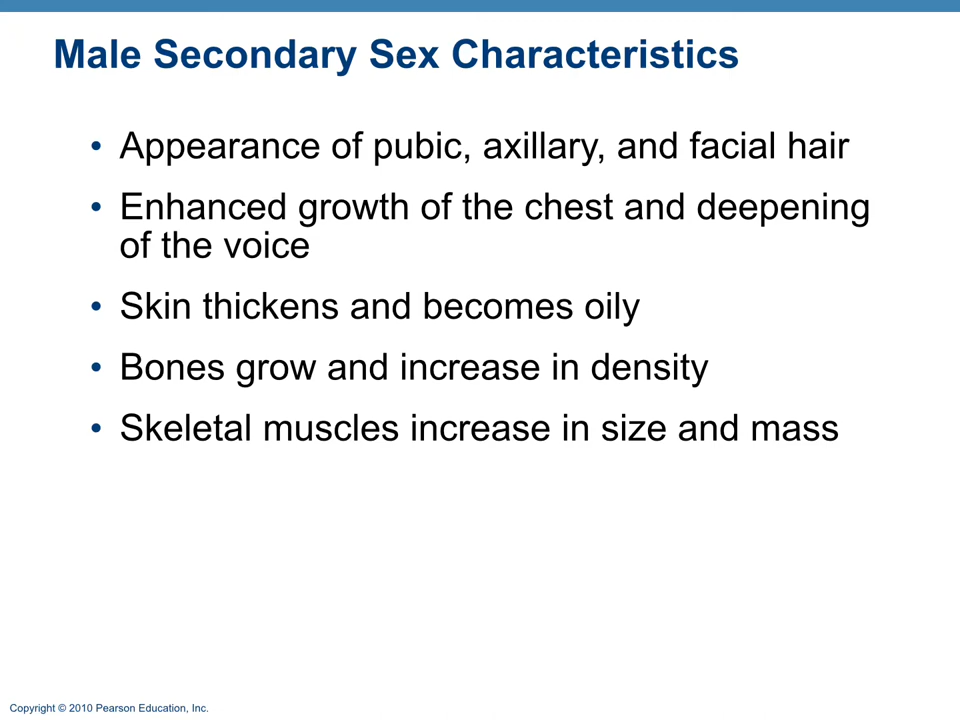 Male Secondary Sex Characteristics
• Appearance of pubic, axillary, and facial hair
• Enhanced growth of the chest and deepening
of the voice
• Skin thickens and becomes oily
• Bones grow and increase in density
• Skeletal muscles increase in size and mass
Copyright © 2010 Pearson Education, Inc.